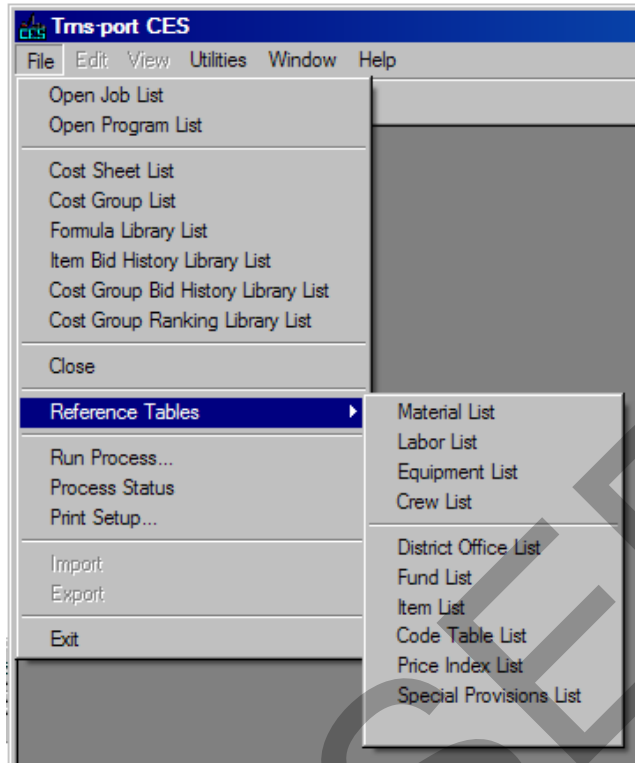 Trns·port CES
File Edit View Utilities Window Help
Open Job List
Open Program List
Cost Sheet List
Cost Group List
Formula Library List
Item Bid History Library List
Cost Group Bid History Library List
Cost Group Ranking Library List
Close
Reference Tables
Run Process...
Process Status
Print Setup...
Import
Export
Exit
Material List
Labor List
Equipment List
Crew List
District Office List
Fund List
Item List
Code Table List
Price Index List
Special Provisions List